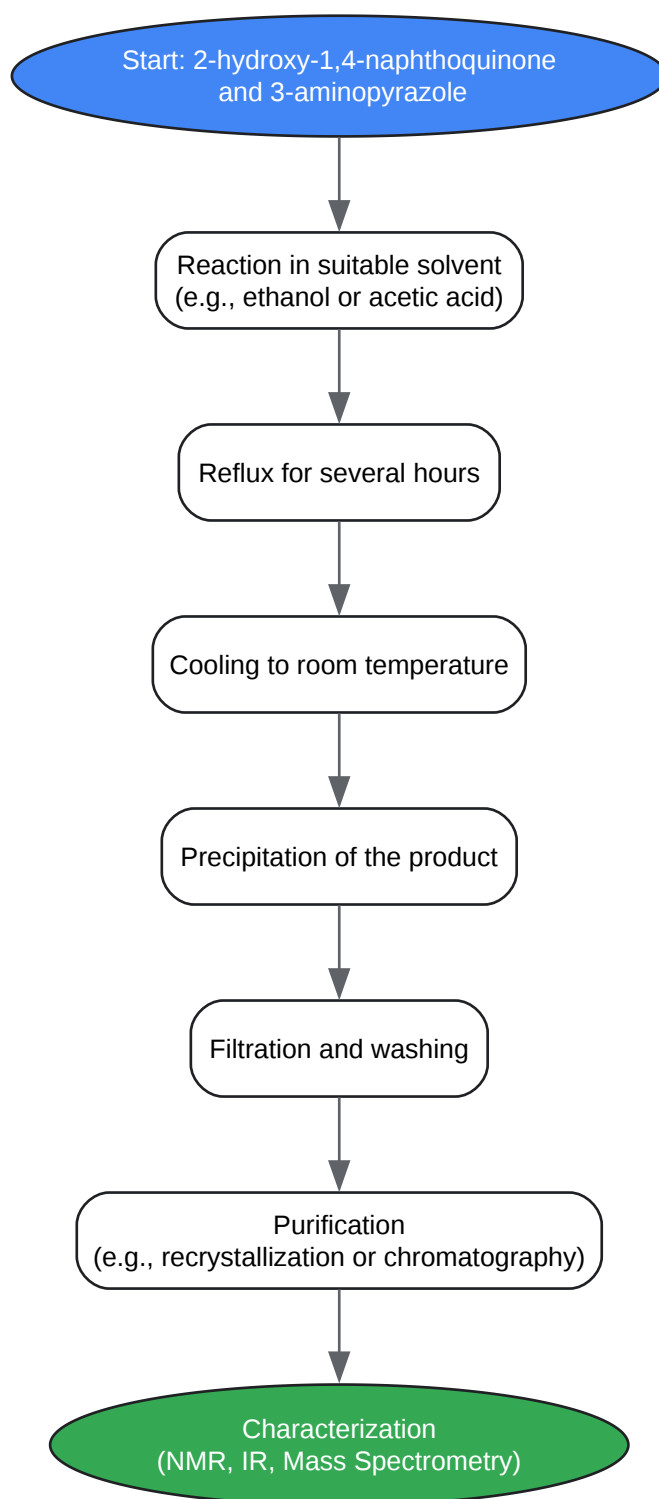 Start: 2-hydroxy-1,4-naphthoquinone
and 3-aminopyrazole
Reaction in suitable solvent
(e.g., ethanol or acetic acid)
Reflux for several hours
Cooling to room temperature
Precipitation of the product
Filtration and washing
Purification
(e.g., recrystallization or chromatography)
Characterization
(NMR, IR, Mass Spectrometry)